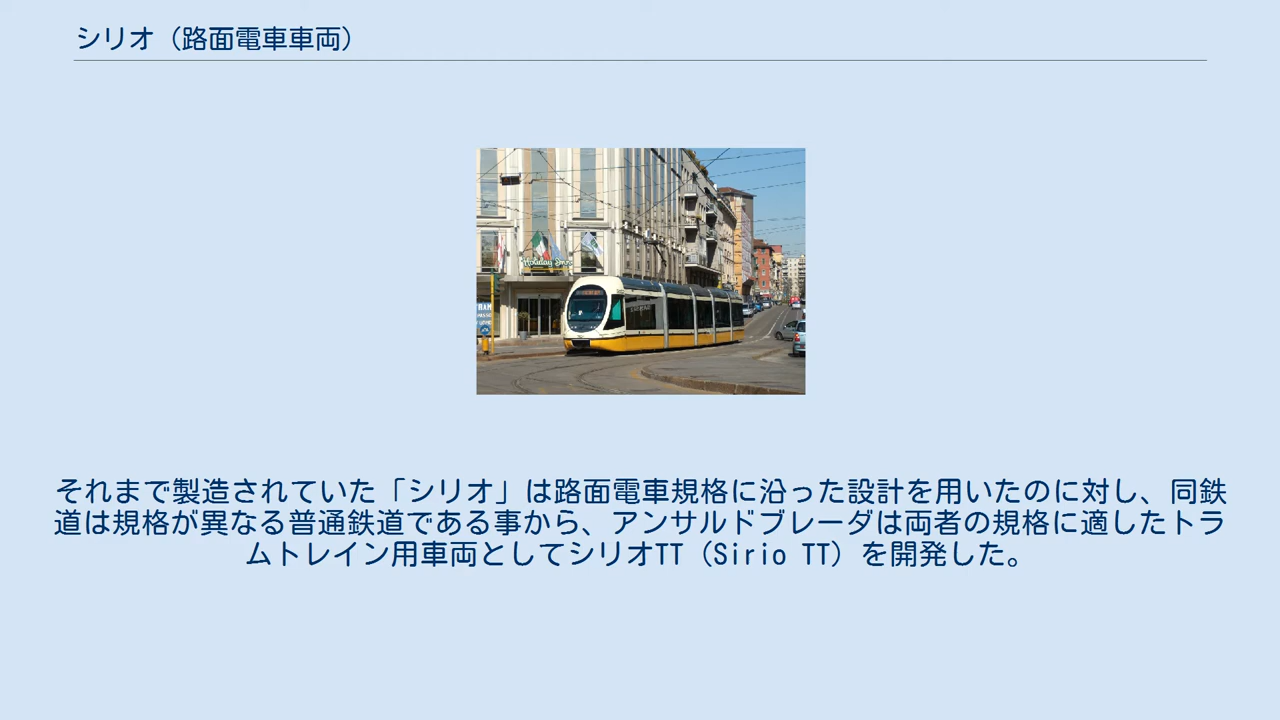 シリオ（路面電車車両）
Holiday Inn
それまで製造されていた「シリオ」は路面電車規格に沿った設計を用いたのに対し、同鉄
道は規格が異なる普通鉄道である事から、アンサルドブレーダは両者の規格に適したトラ
ムトレイン用車両としてシリオTT（Sirio TT）を開発した。